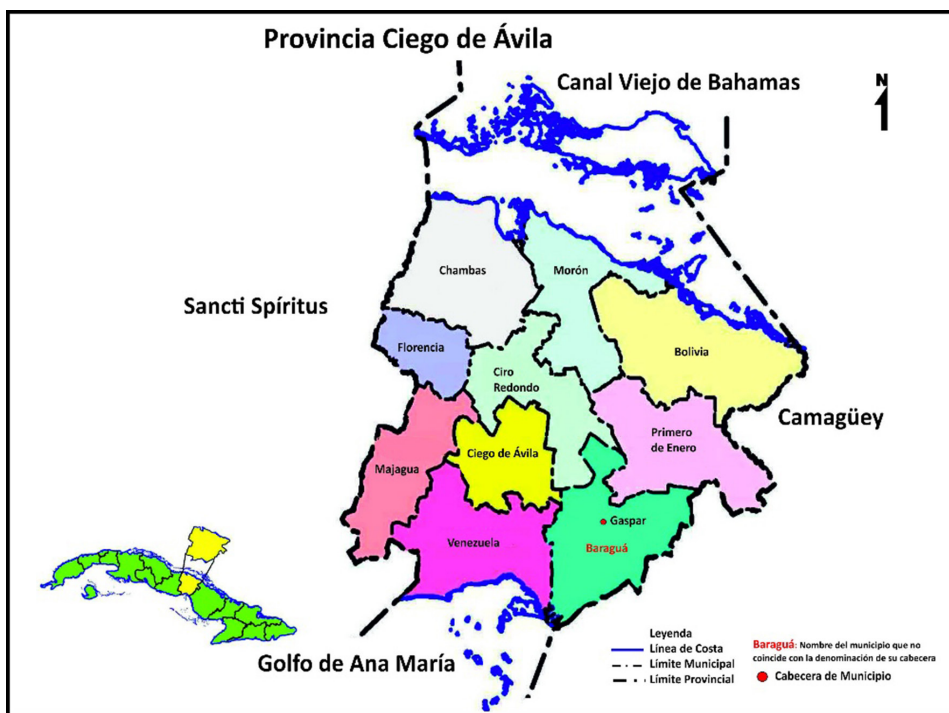 Provincia Ciego de Ávila
Canal Viejo de Bahamas
N
Chambas
Morón
Sancti Spíritus
Florencia
Bolivia
Ciro
Redondo
Camagüey
Primero
de Enero
Majagua
Ciego de Ávila
Gaspar
Venezuela
Baraguá
Golfo de Ana María
Leyenda
Línea de Costa
Límite Municipal
Límite Provincial
Baraguá: Nombre del municipio que no
coincide con la denominación de su cabecera
Cabecera de Municipio